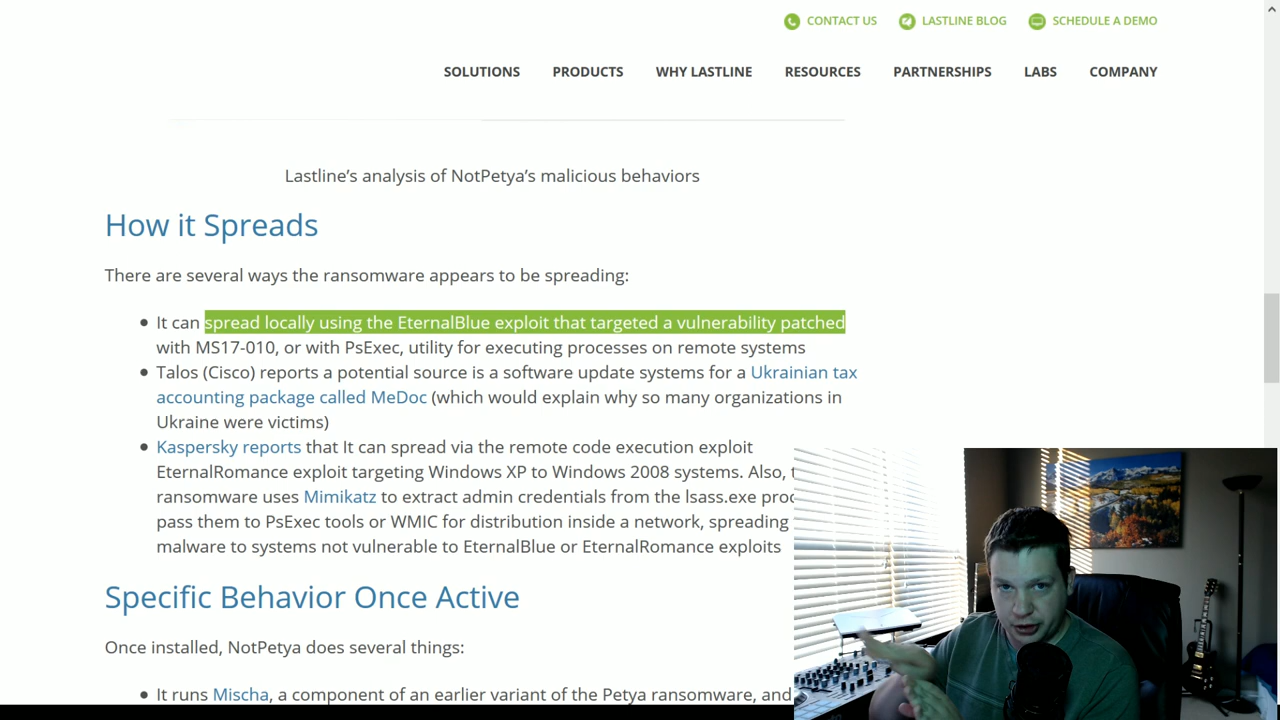 CONTACT US LASTLINE BLOG SCHEDULE A DEMO
SOLUTIONS PRODUCTS WHY LASTLINE RESOURCES PARTNERSHIPS LABS COMPANY
Lastline’s analysis of NotPetya’s malicious behaviors
How it Spreads
There are several ways the ransomware appears to be spreading:
It can spread locally using the EternalBlue exploit that targeted a vulnerability patched
with MS17-010, or with PsExec, utility for executing processes on remote systems
Talos (Cisco) reports a potential source is a software update systems for a Ukrainian tax
accounting package called MeDoc (which would explain why so many organizations in
Ukraine were victims)
Kaspersky reports that It can spread via the remote code execution exploit
EternalRomance exploit targeting Windows XP to Windows 2008 systems. Also,
ransomware uses Mimikatz to extract admin credentials from the lsass.exe
pass them to PsExec tools or WMIC for distribution inside a network, spreading
malware to systems not vulnerable to EternalBlue or EternalRomance exploits
Specific Behavior Once Active
Once installed, NotPetya does several things:
It runs Mischa, a component of an earlier variant of the Petya ransomware, and